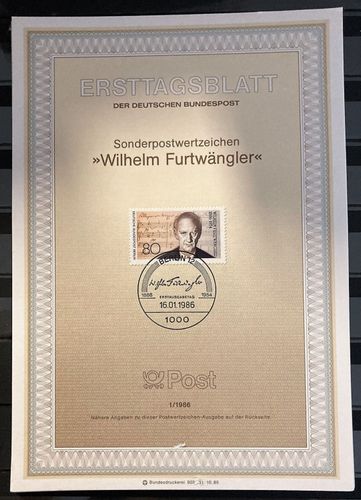 ERSTTAGSBLATT
DER DEUTSCHEN BUNDESPOST
Sonderpostwertzeichen
»Wilhelm Furtwängler«
80
BERLIN 12
1886 1954
ERSTAUSGABETAG
16.01.1986
1000
Post
1/1986
Nähere Angaben zu dieser Postwertzeichen-Ausgabe auf der Rückseite.
Bundesdruckerei